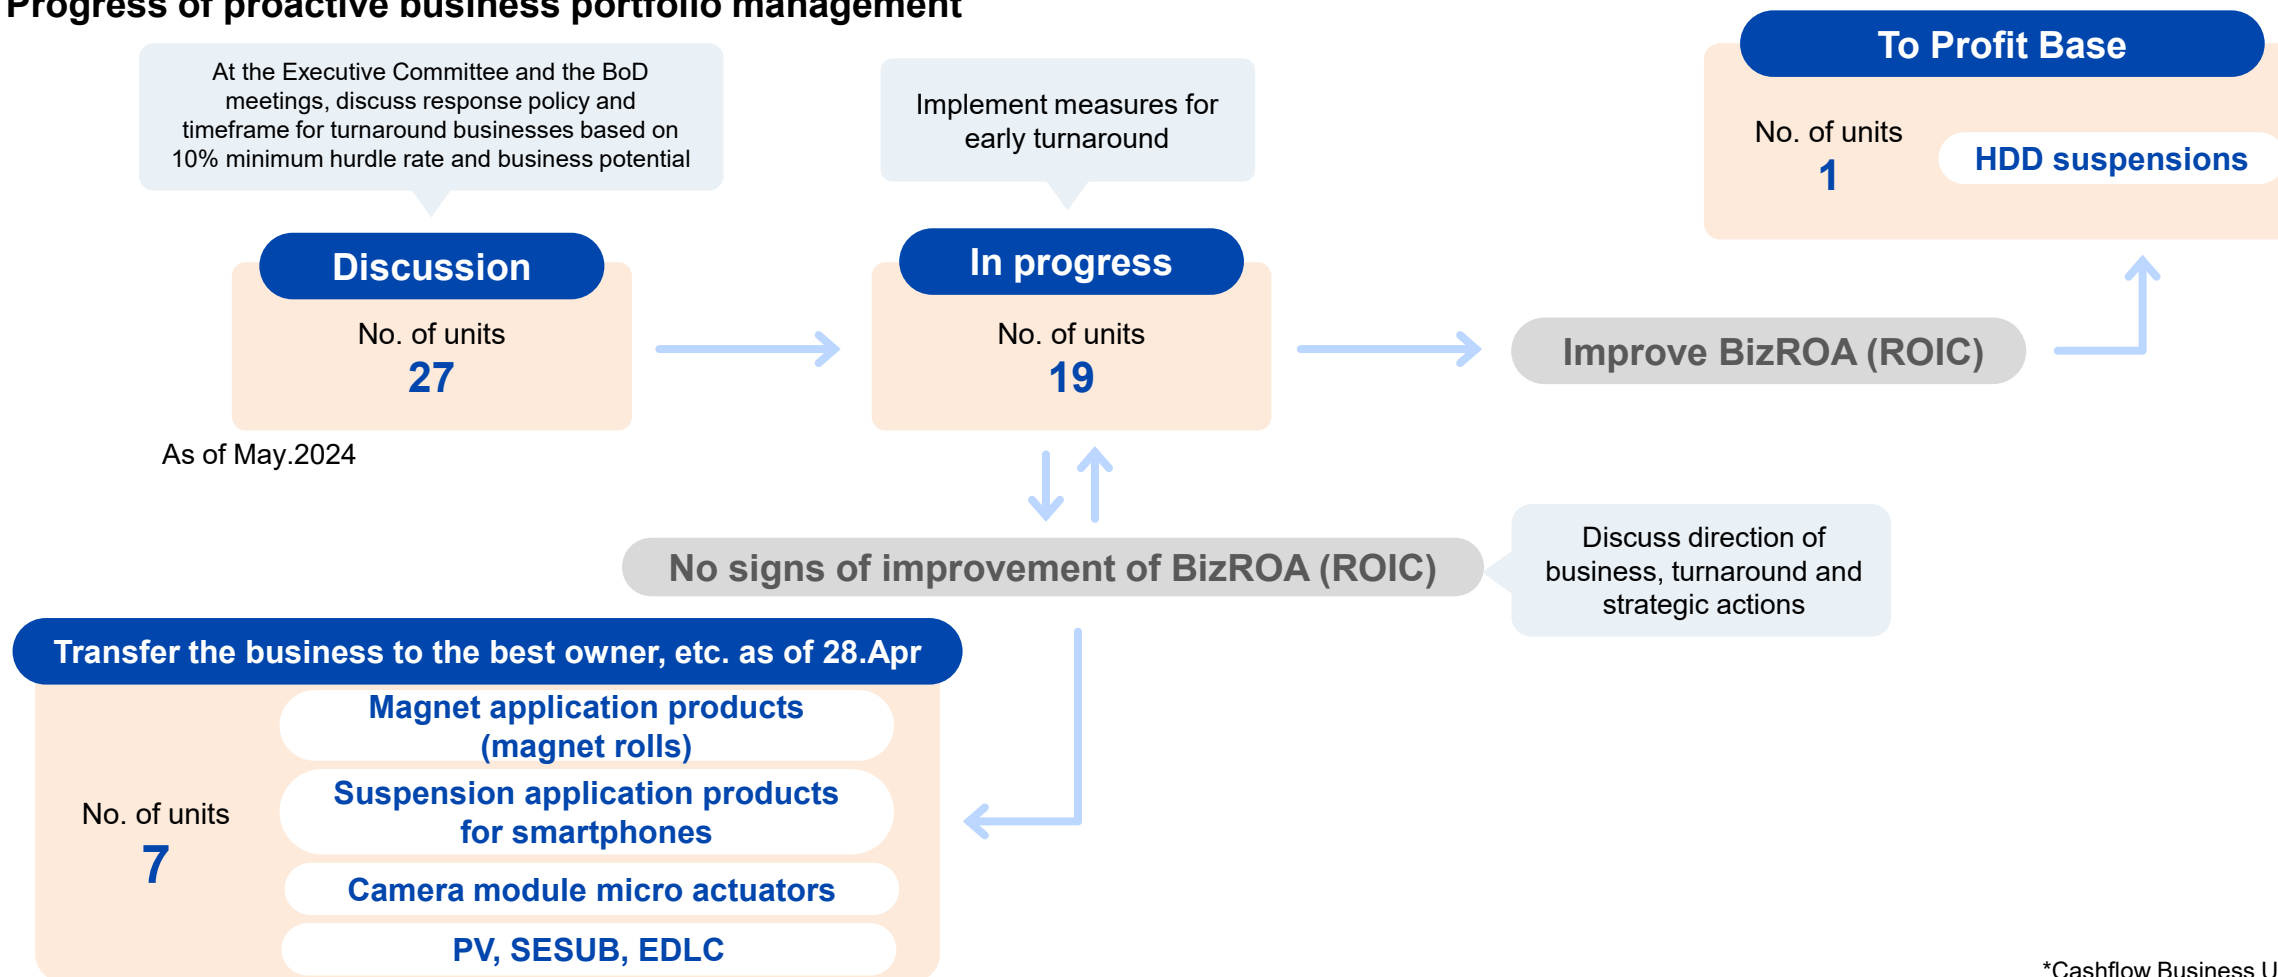 Progress of proactive business portfolio management
At the Executive Committee and the BoD
meetings, discuss response policy and
timeframe for turnaround businesses based on
10% minimum hurdle rate and business potential
Implement measures for
early turnaround
To Profit Base
No. of units
1
HDD suspensions
Discussion
No. of units
27
In progress
No. of units
19
Improve BizROA (ROIC)
As of May.2024
No signs of improvement of BizROA (ROIC)
Discuss direction of
business, turnaround and
strategic actions
Transfer the business to the best owner, etc. as of 28.Apr
No. of units
7
Magnet application products
(magnet rolls)
Suspension application products
for smartphones
Camera module micro actuators
PV, SESUB, EDLC
*Cashflow Business U